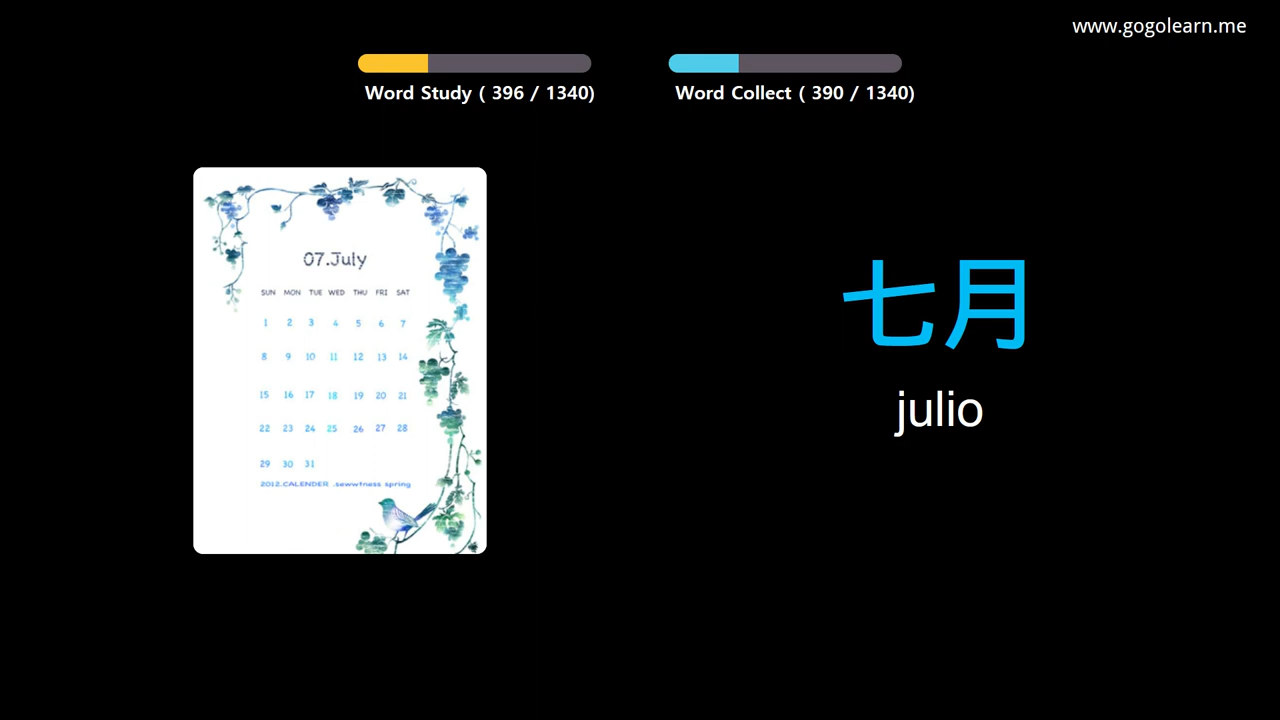 www.gogolearn.me
Word Study ( 396 / 1340)
Word Collect ( 390 / 1340)
07.July
SUN MON TUE WED THU FRI SAT
1 2 3 4 5 6 7
8 9 10 11 12 13 14
15 16 17 18 19 20 21
22 23 24 25 26 27 28
29 30 31
2012.CALENDER .sewwtness spring
七月
julio